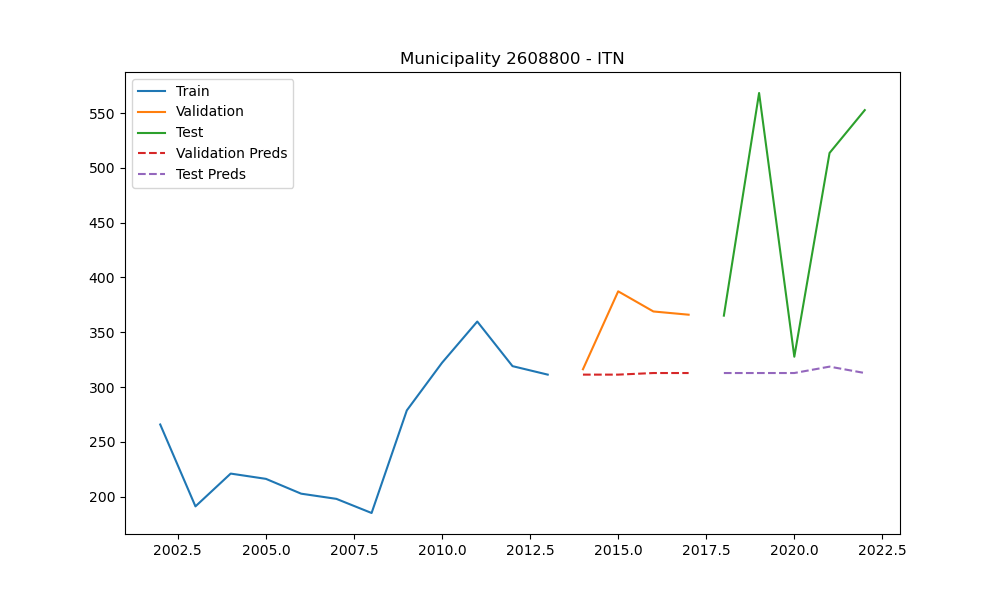 Municipality 2608800 - ITN
Train
Validation
Test
Validation Preds
Test Preds
550
500
450
400
350
300
250
200
2002.5 2005.0 2007.5 2010.0 2012.5 2015.0 2017.5 2020.0 2022.5